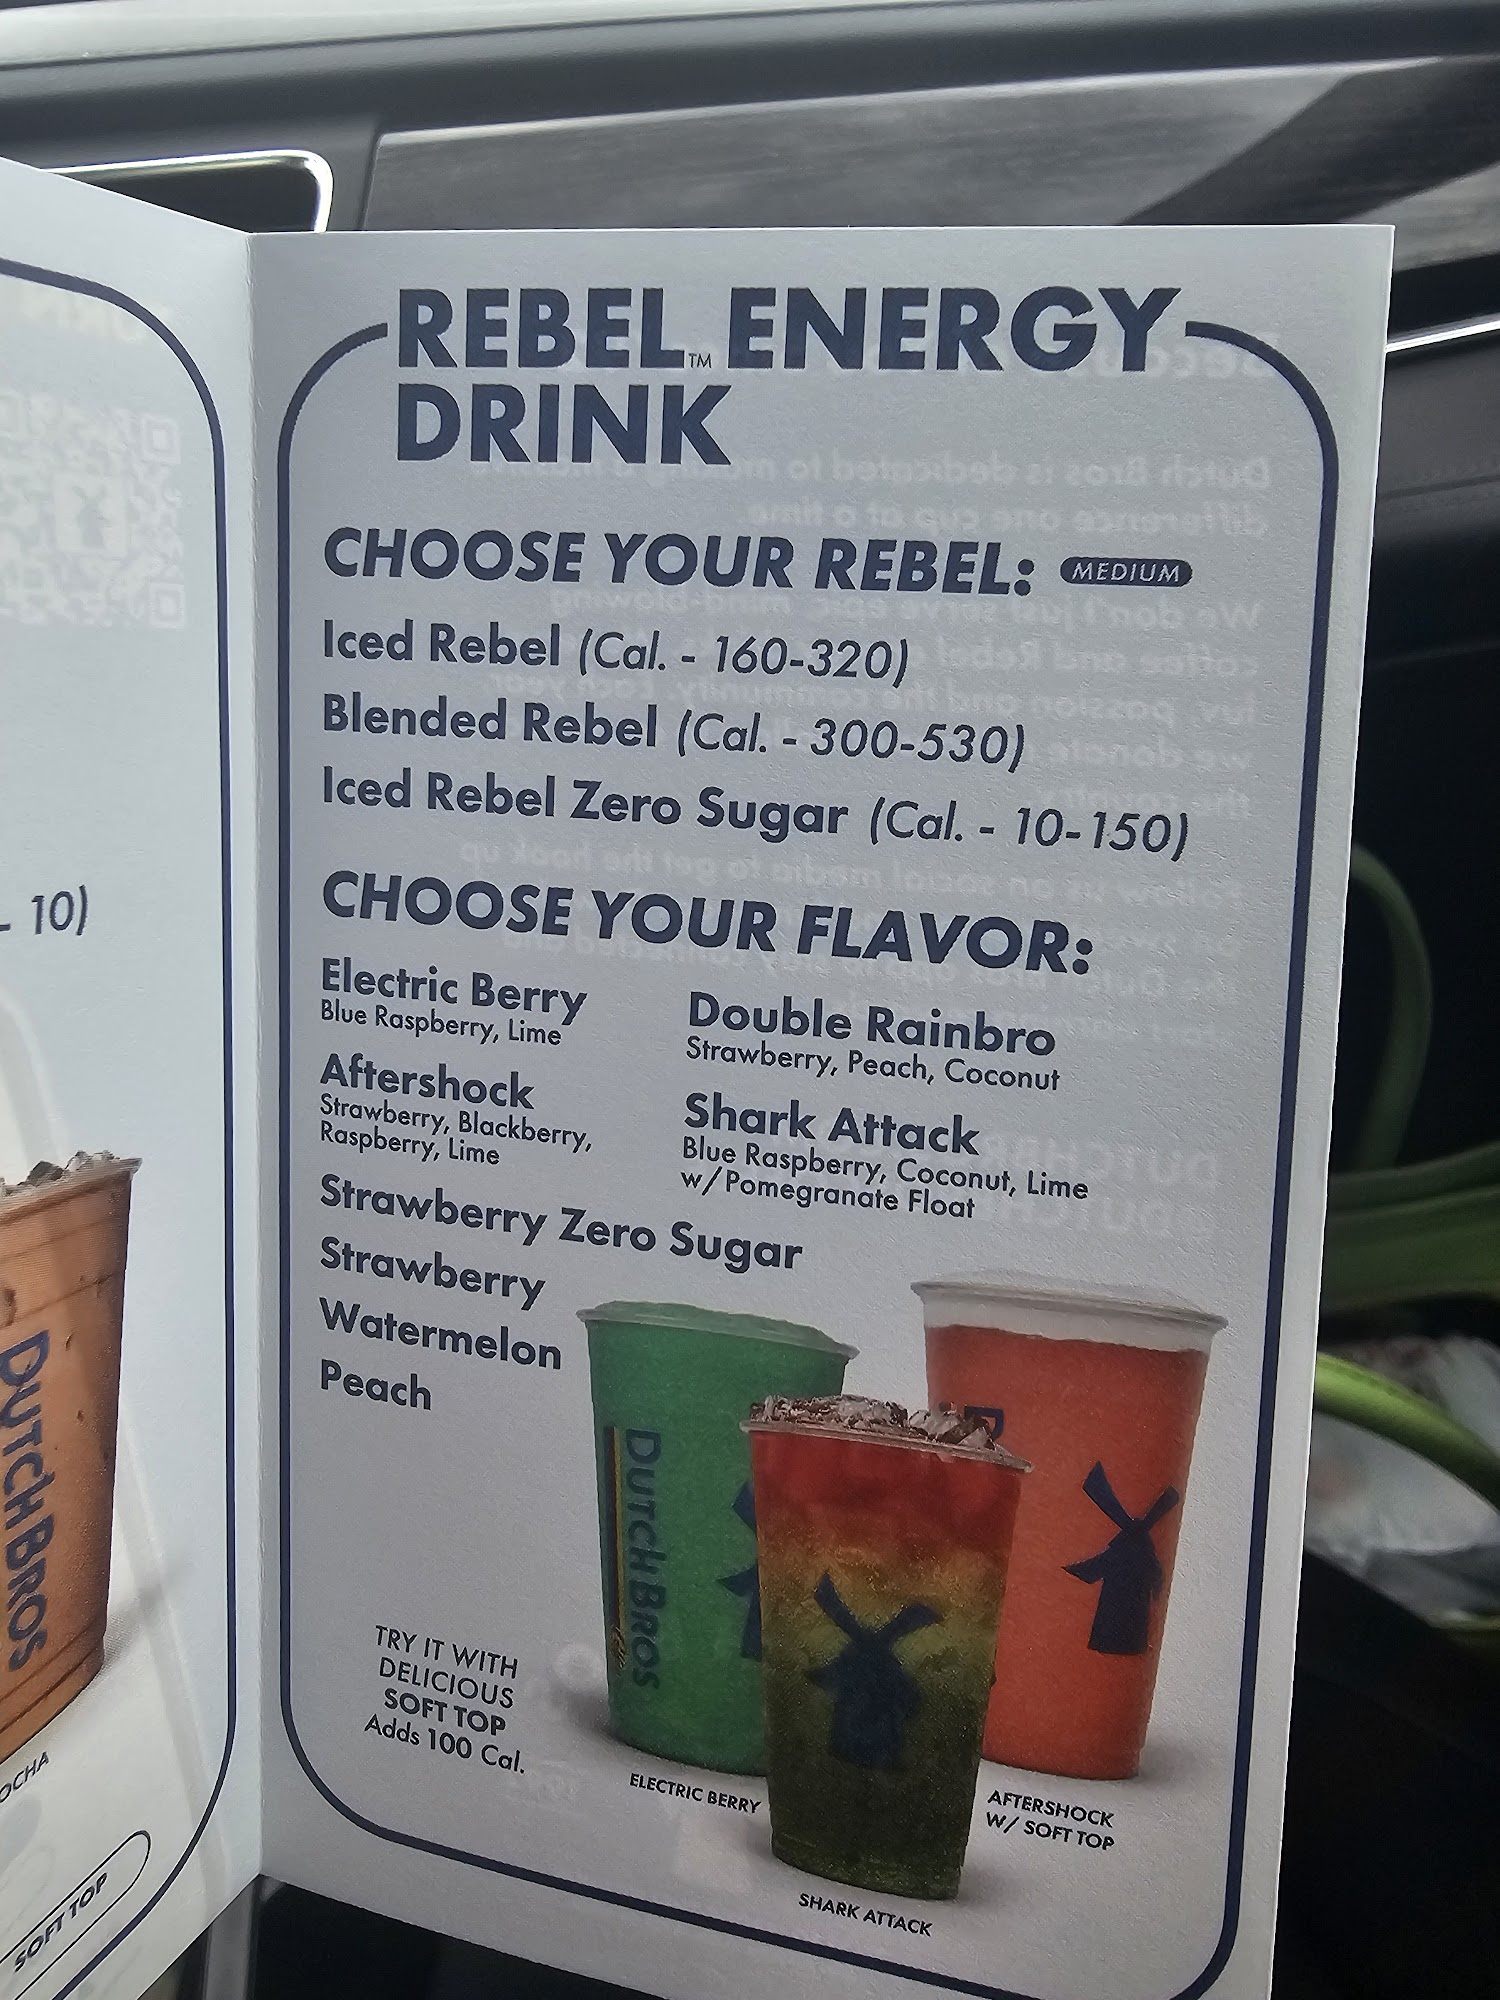 REBEL™ ENERGY
DRINK
CHOOSE YOUR REBEL: MEDIUM
Iced Rebel (Cal. - 160-320)
Blended Rebel (Cal. - 300-530)
Iced Rebel Zero Sugar (Cal. - 10-150)
CHOOSE YOUR FLAVOR:
Electric Berry
Blue Raspberry, Lime
Aftershock
Strawberry, Blackberry,
Raspberry, Lime
Double Rainbro
Strawberry, Peach, Coconut
Shark Attack
Blue Raspberry, Coconut, Lime
w/Pomegranate Float
Strawberry Zero Sugar
Strawberry
Watermelon
Peach
TRY IT WITH
DELICIOUS
SOFT TOP
Adds 100 Cal.
DUTCH BROS
ELECTRIC BERRY
SHARK ATTACK
AFTERSHOCK
W/ SOFT TOP
- 10)
DUTCH BROS
SOFT TOP